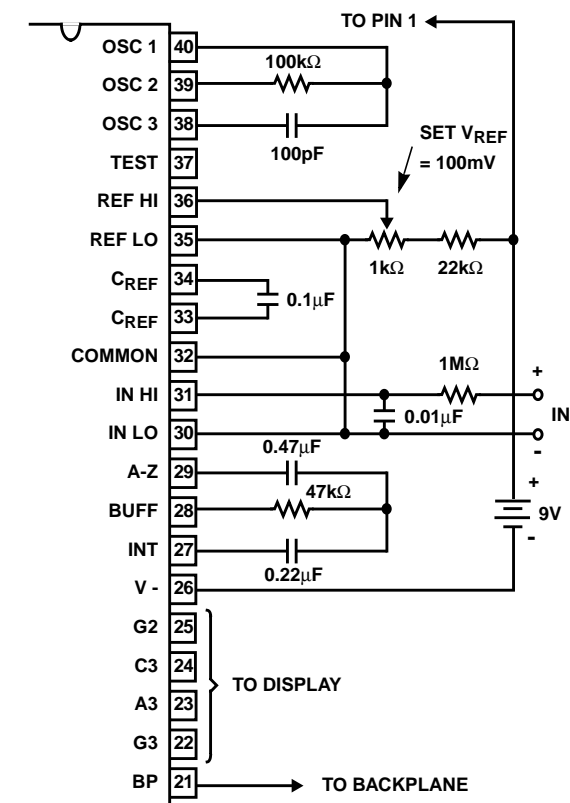 TO PIN 1
OSC 1 40
100kΩ
OSC 2 39
OSC 3 38
100pF
SET VREF
= 100mV
TEST 37
REF HI 36
REF LO 35
1kΩ 22kΩ
CREF 34
0.1µF
CREF 33
COMMON 32
1MΩ
+
IN HI 31
0.01µF
IN
IN LO 30
-
0.47µF
A-Z 29
+
47kΩ
BUFF 28
9V
-
INT 27
0.22µF
V - 26
G2 25
C3 24
TO DISPLAY
A3 23
G3 22
BP 21
TO BACKPLANE